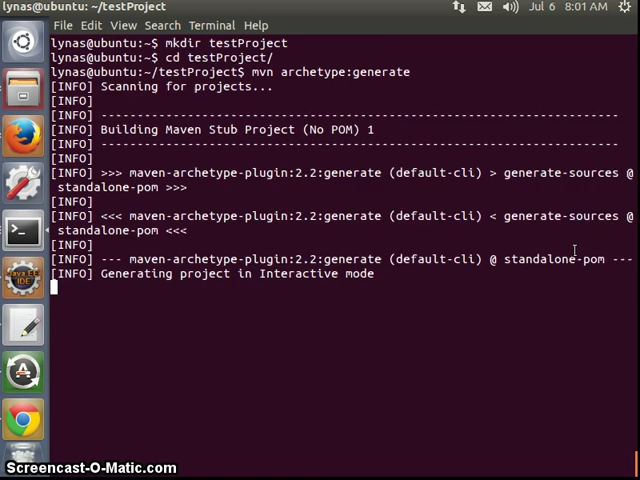 lynas@ubuntu: ~/testProject
Jul 6 8:01 AM
File Edit View Search Terminal Help
lynas@ubuntu:~$ mkdir testProject
lynas@ubuntu:~$ cd testProject/
lynas@ubuntu:~/testProject$ mvn archetype:generate
[INFO] Scanning for projects...
[INFO]
[INFO] ------------------------------------------------------------------------
[INFO] Building Maven Stub Project (No POM) 1
[INFO] ------------------------------------------------------------------------
[INFO]
[INFO] >>> maven-archetype-plugin:2.2:generate (default-cli) > generate-sources @
standalone-pom >>>
[INFO]
[INFO] <<< maven-archetype-plugin:2.2:generate (default-cli) < generate-sources @
standalone-pom <<<
[INFO]
[INFO] --- maven-archetype-plugin:2.2:generate (default-cli) @ standalone-pom ---
[INFO] Generating project in Interactive mode
Java EE
IDE
Screencast-O-Matic.com